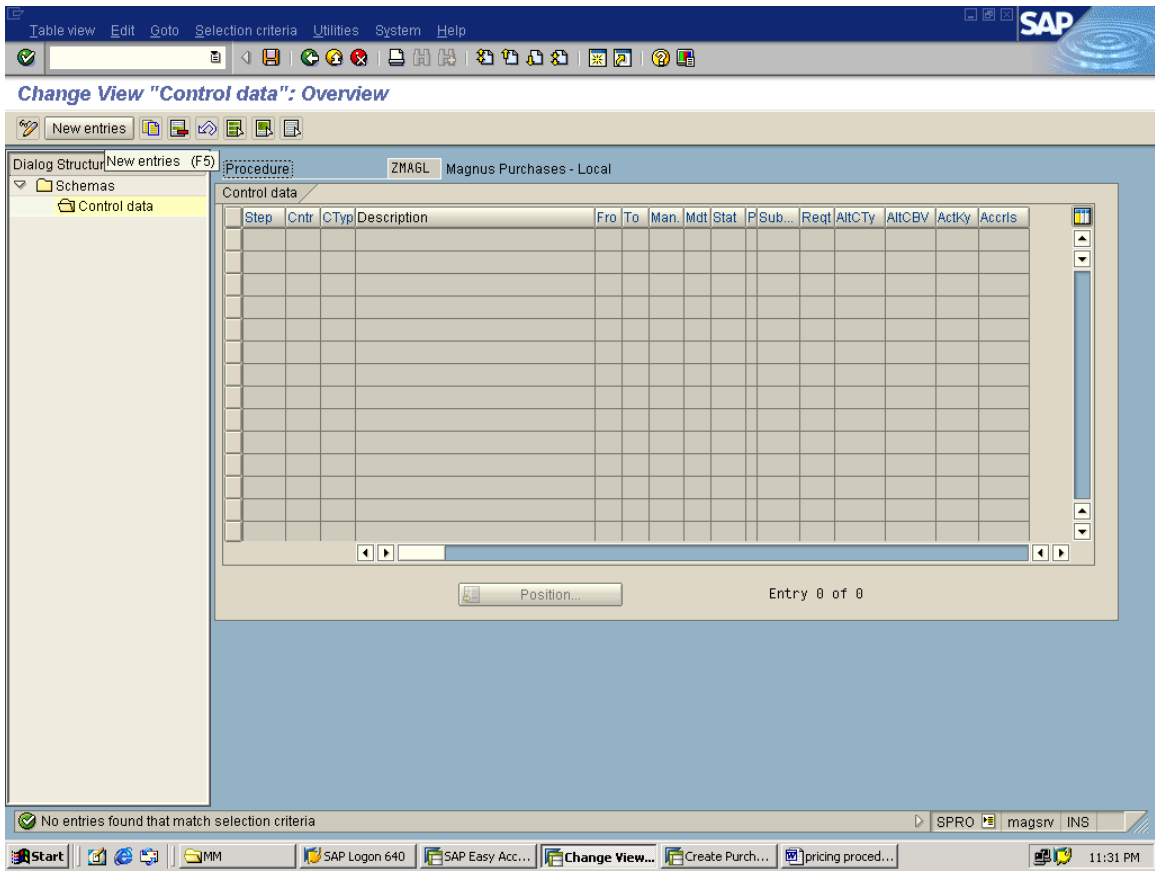 Table view Edit Goto Selection criteria Utilities System Help
SAP
Change View "Control data": Overview
New entries
Dialog Structur
New entries (F5)
Schemas
Control data
Procedure ZMAGL Magnus Purchases - Local
Control data
Step Cntr CTyp Description Fro To Man. Mdt Stat P Sub... Reqt AltCTy AltCBV ActKy Accrls
Position... Entry 0 of 0
No entries found that match selection criteria
SPRO magsrv INS
Start MM SAP Logon 640 SAP Easy Acc... Change View... Create Purch... pricing proced... 11:31 PM